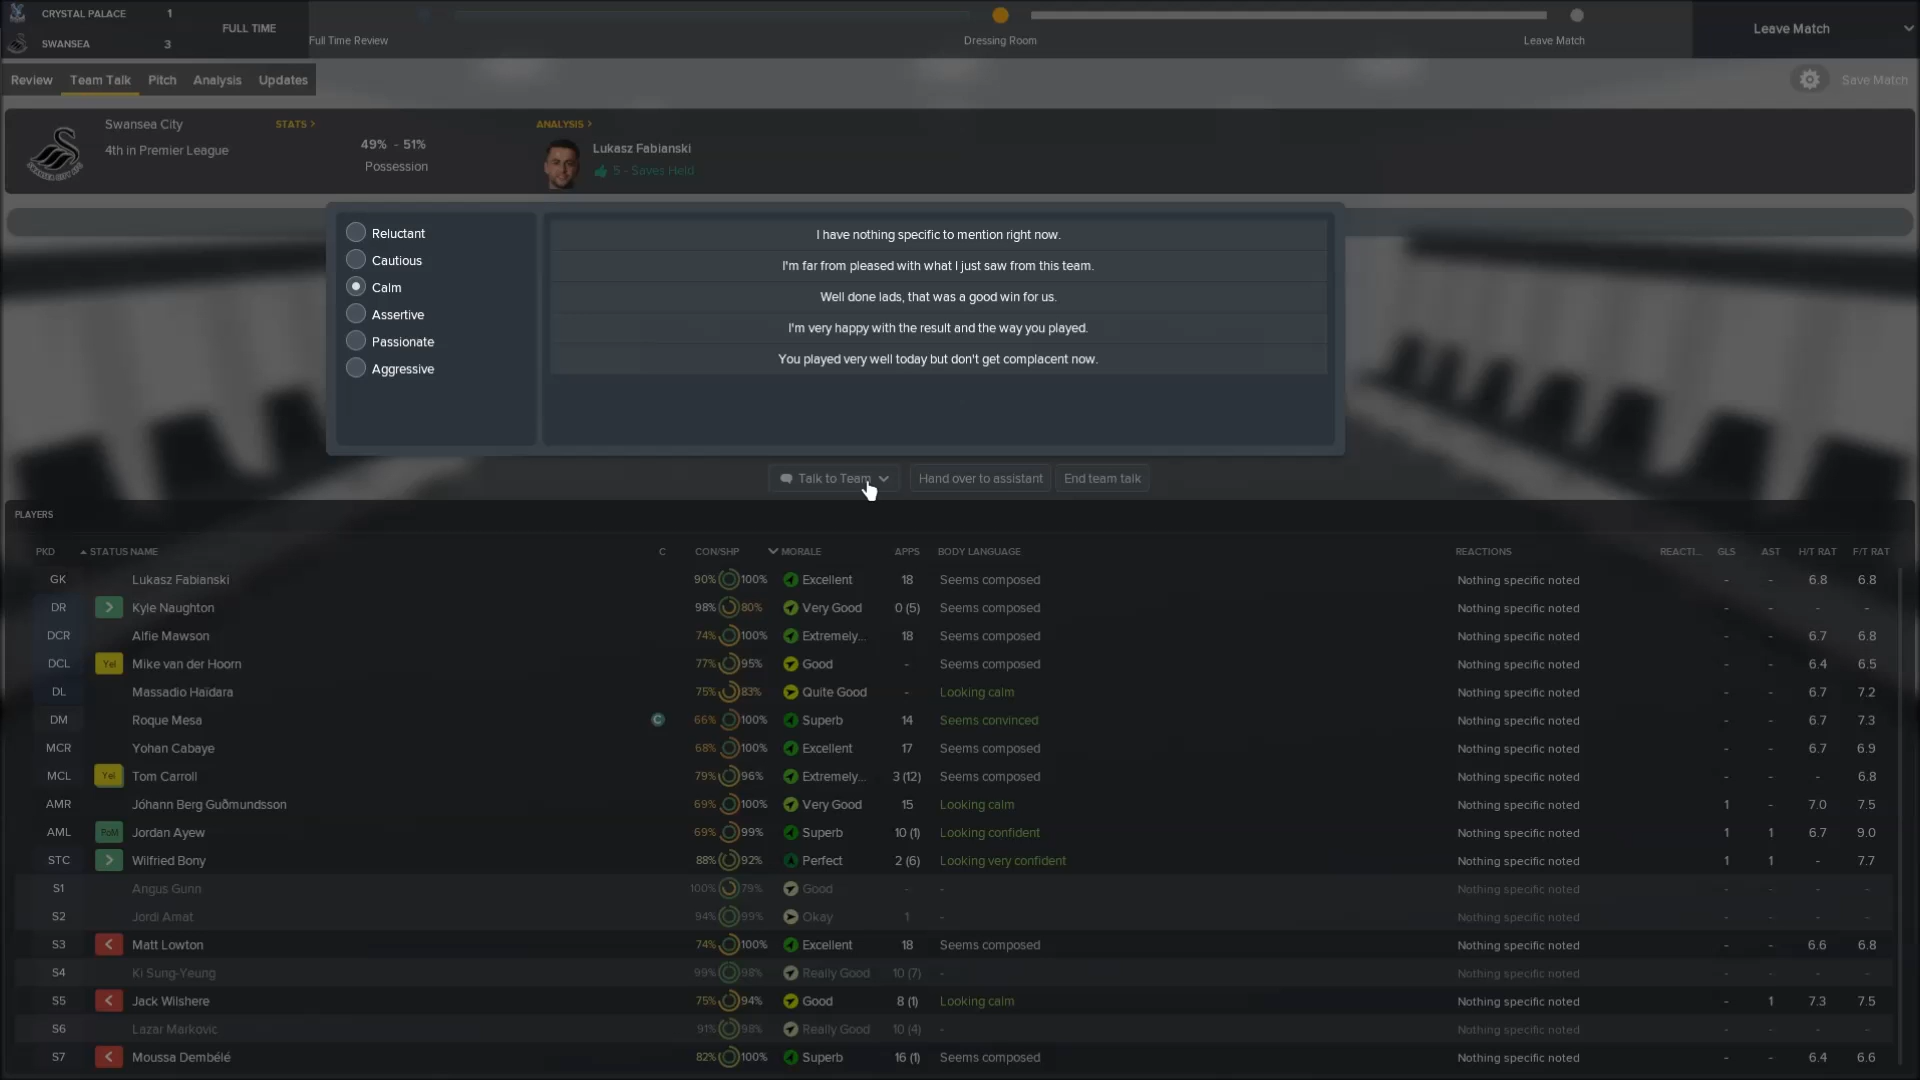 CRYSTAL PALACE 1
SWANSEA 3
FULL TIME
Full Time Review
Dressing Room
Leave Match
Leave Match
Review Team Talk Pitch Analysis Updates
Save Match
Swansea City
4th in Premier League
STATS >
49% - 51%
Possession
ANALYSIS >
Lukasz Fabianski
5 - Saves Held
Reluctant
Cautious
Calm
Assertive
Passionate
Aggressive
I have nothing specific to mention right now.
I'm far from pleased with what I just saw from this team.
Well done lads, that was a good win for us.
I'm very happy with the result and the way you played.
You played very well today but don't get complacent now.
Talk to Team Hand over to assistant End team talk
PLAYERS
PKD STATUS NAME C CON/SHP MORALE APPS BODY LANGUAGE REACTIONS REACTI... GLS AST H/T RAT F/T RAT
GK Lukasz Fabianski 90% 100% Excellent 18 Seems composed Nothing specific noted - - 6.8 6.8
DR Kyle Naughton 98% 80% Very Good 0 (5) Seems composed Nothing specific noted - - - -
DCR Alfie Mawson 74% 100% Extremely... 18 Seems composed Nothing specific noted - - 6.7 6.8
DCL Yel Mike van der Hoorn 77% 95% Good - Seems composed Nothing specific noted - - 6.4 6.5
DL Massadio Haïdara 75% 83% Quite Good - Looking calm Nothing specific noted - - 6.7 7.2
DM Roque Mesa C 66% 100% Superb 14 Seems convinced Nothing specific noted - - 6.7 7.3
MCR Yohan Cabaye 68% 100% Excellent 17 Seems composed Nothing specific noted - - 6.7 6.9
MCL Yel Tom Carroll 79% 96% Extremely... 3 (12) Seems composed Nothing specific noted - - - 6.8
AMR Jóhann Berg Guðmundsson 69% 100% Very Good 15 Looking calm Nothing specific noted 1 - 7.0 7.5
AML PoM Jordan Ayew 69% 99% Superb 10 (1) Looking confident Nothing specific noted 1 1 6.7 9.0
STC Wilfried Bony 88% 92% Perfect 2 (6) Looking very confident Nothing specific noted 1 1 - 7.7
S1 Angus Gunn 100% 79% Good - - Nothing specific noted - - - -
S2 Jordi Amat 94% 99% Okay 1 - Nothing specific noted - - - -
S3 Matt Lowton 74% 100% Excellent 18 Seems composed Nothing specific noted - - 6.6 6.8
S4 Ki Sung-Yeung 99% 98% Really Good 10 (7) - Nothing specific noted - - - -
S5 Jack Wilshere 75% 94% Good 8 (1) Looking calm Nothing specific noted - 1 7.3 7.5
S6 Lazar Markovic 91% 98% Really Good 10 (4) - Nothing specific noted - - - -
S7 Moussa Dembélé 82% 100% Superb 16 (1) Seems composed Nothing specific noted - - 6.4 6.6